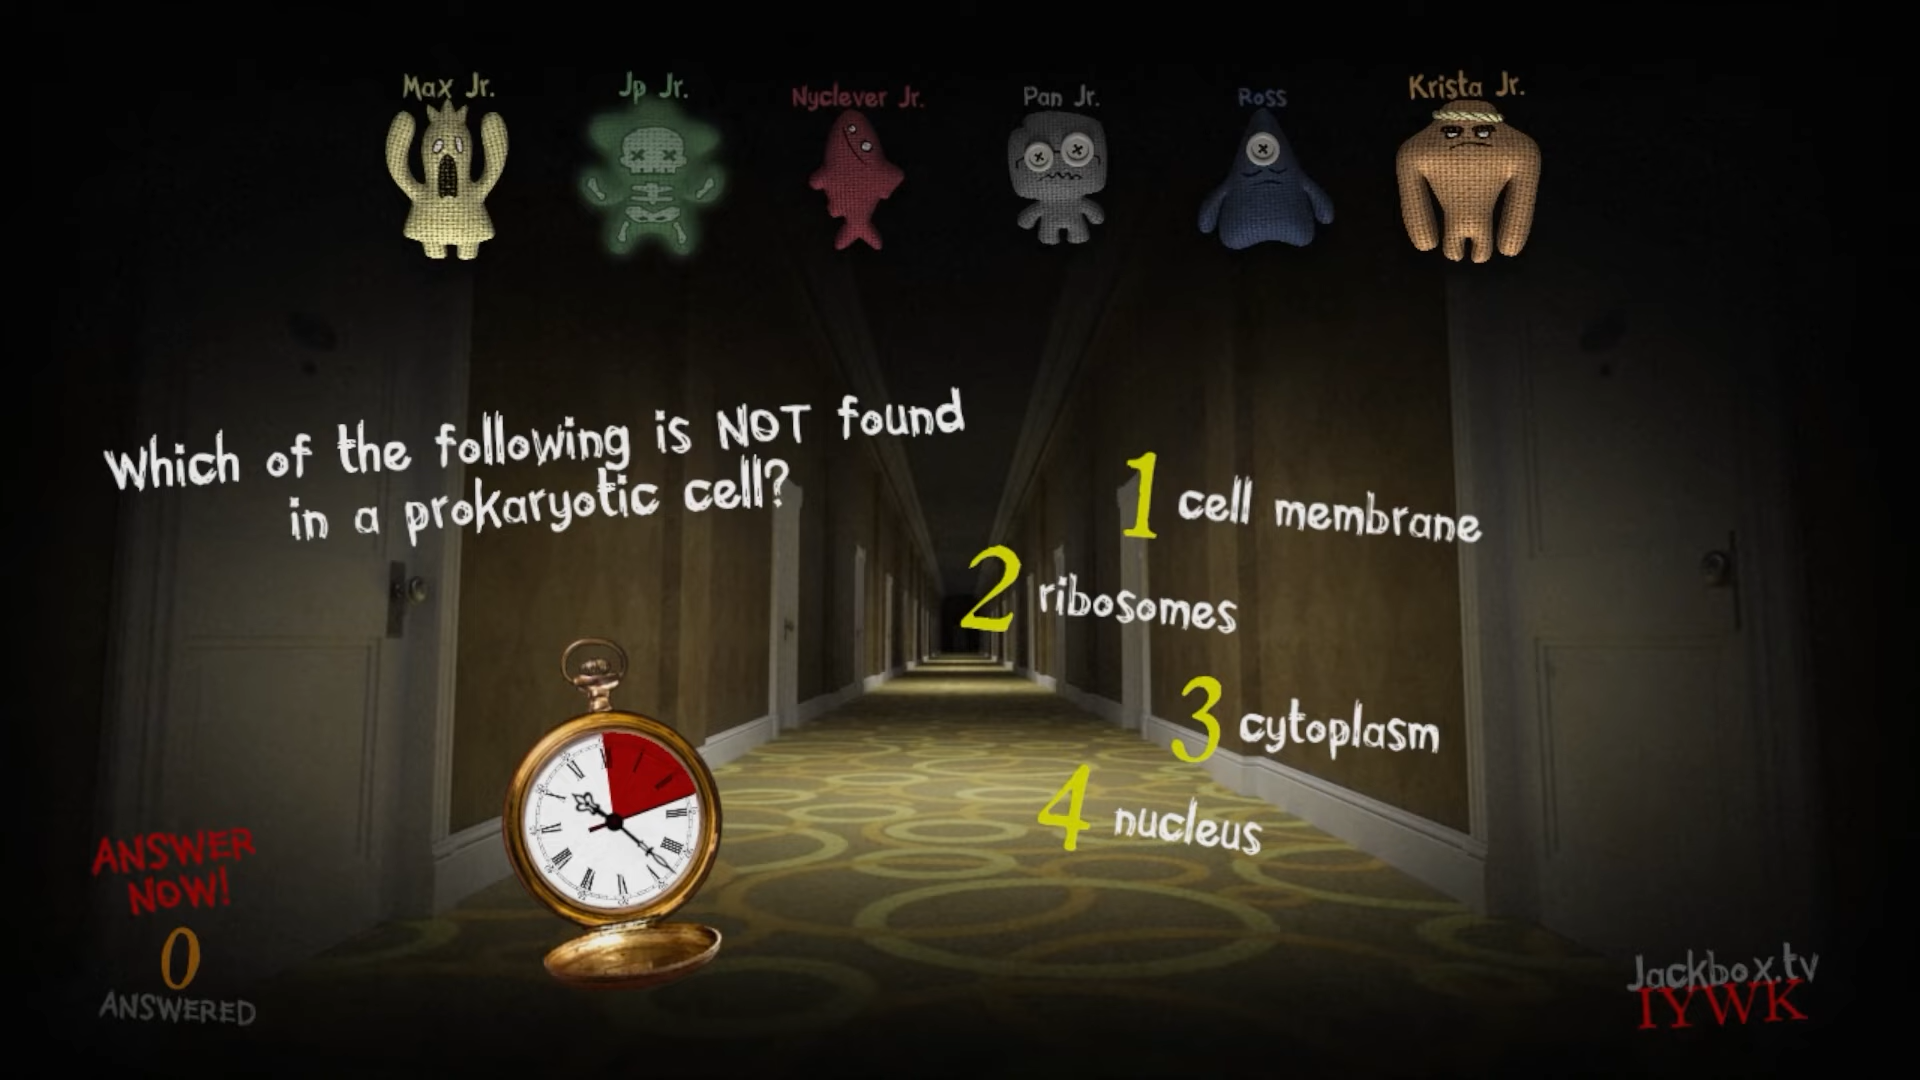 Max Jr.
Jp Jr.
Nyclever Jr.
Pan Jr.
Ross
Krista Jr.
Which of the following is NOT found
in a prokaryotic cell?
1 cell membrane
2 ribosomes
3 cytoplasm
4 nucleus
ANSWER
NOW!
0
ANSWERED
Jackbox.tv
IYWK